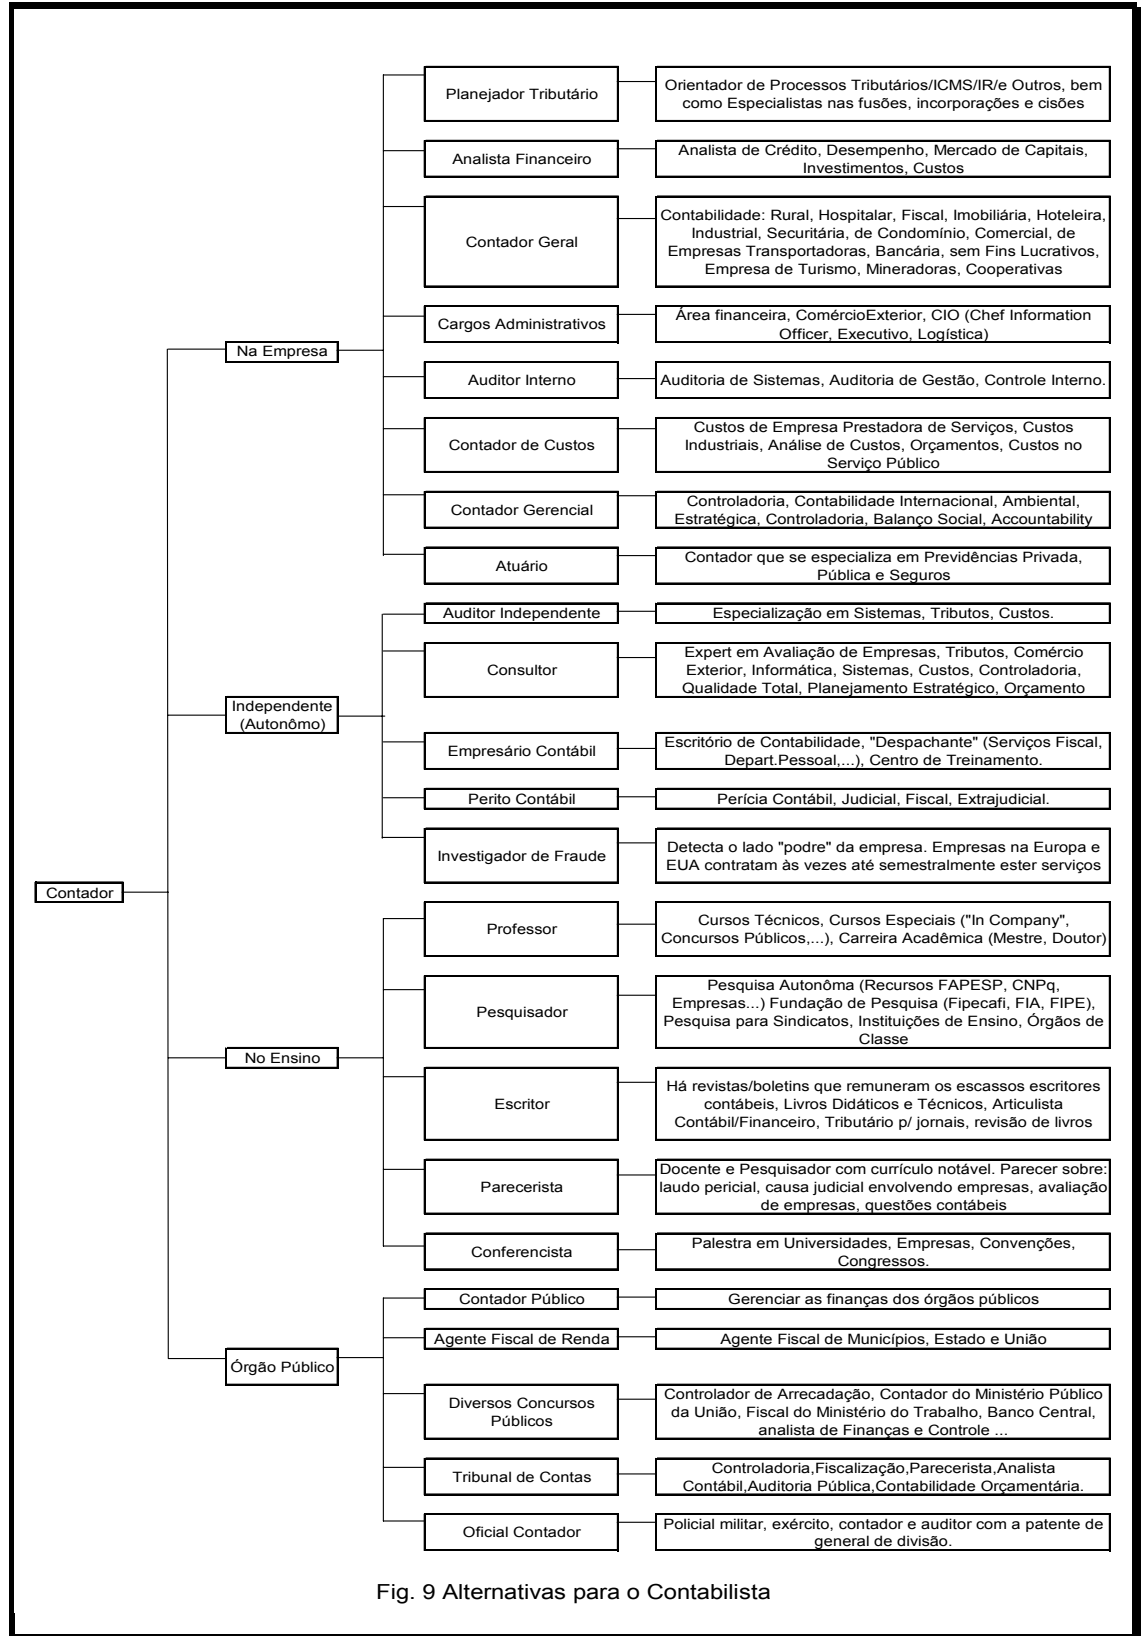 Planejador Tributário
Orientador de Processos Tributários/ICMS/IR/e Outros, bem
como Especialistas nas fusões, incorporações e cisões
Analista Financeiro
Analista de Crédito, Desempenho, Mercado de Capitais,
Investimentos, Custos
Contador Geral
Contabilidade: Rural, Hospitalar, Fiscal, Imobiliária, Hoteleira,
Industrial, Securitária, de Condomínio, Comercial, de
Empresas Transportadoras, Bancária, sem Fins Lucrativos,
Empresa de Turismo, Mineradoras, Cooperativas
Cargos Administrativos
Área financeira, ComércioExterior, CIO (Chef Information
Officer, Executivo, Logística)
Na Empresa
Auditor Interno
Auditoria de Sistemas, Auditoria de Gestão, Controle Interno.
Contador de Custos
Custos de Empresa Prestadora de Serviços, Custos
Industriais, Análise de Custos, Orçamentos, Custos no
Serviço Público
Contador Gerencial
Controladoria, Contabilidade Internacional, Ambiental,
Estratégica, Controladoria, Balanço Social, Accountability
Atuário
Contador que se especializa em Previdências Privada,
Pública e Seguros
Auditor Independente
Especialização em Sistemas, Tributos, Custos.
Consultor
Expert em Avaliação de Empresas, Tributos, Comércio
Exterior, Informática, Sistemas, Custos, Controladoria,
Qualidade Total, Planejamento Estratégico, Orçamento
Independente
(Autonômo)
Empresário Contábil
Escritório de Contabilidade, "Despachante" (Serviços Fiscal,
Depart.Pessoal,...), Centro de Treinamento.
Perito Contábil
Perícia Contábil, Judicial, Fiscal, Extrajudicial.
Investigador de Fraude
Detecta o lado "podre" da empresa. Empresas na Europa e
EUA contratam às vezes até semestralmente ester serviços
Contador
Professor
Cursos Técnicos, Cursos Especiais ("In Company",
Concursos Públicos,...), Carreira Acadêmica (Mestre, Doutor)
Pesquisador
Pesquisa Autonôma (Recursos FAPESP, CNPq,
Empresas...) Fundação de Pesquisa (Fipecafi, FIA, FIPE),
Pesquisa para Sindicatos, Instituições de Ensino, Órgãos de
Classe
No Ensino
Escritor
Há revistas/boletins que remuneram os escassos escritores
contábeis, Livros Didáticos e Técnicos, Articulista
Contábil/Financeiro, Tributário p/ jornais, revisão de livros
Parecerista
Docente e Pesquisador com currículo notável. Parecer sobre:
laudo pericial, causa judicial envolvendo empresas, avaliação
de empresas, questões contábeis
Conferencista
Palestra em Universidades, Empresas, Convenções,
Congressos.
Contador Público
Gerenciar as finanças dos órgãos públicos
Agente Fiscal de Renda
Agente Fiscal de Municípios, Estado e União
Órgão Público
Diversos Concursos
Públicos
Controlador de Arrecadação, Contador do Ministério Público
da União, Fiscal do Ministério do Trabalho, Banco Central,
analista de Finanças e Controle ...
Tribunal de Contas
Controladoria,Fiscalização,Parecerista,Analista
Contábil,Auditoria Pública,Contabilidade Orçamentária.
Oficial Contador
Policial militar, exército, contador e auditor com a patente de
general de divisão.
Fig. 9 Alternativas para o Contabilista